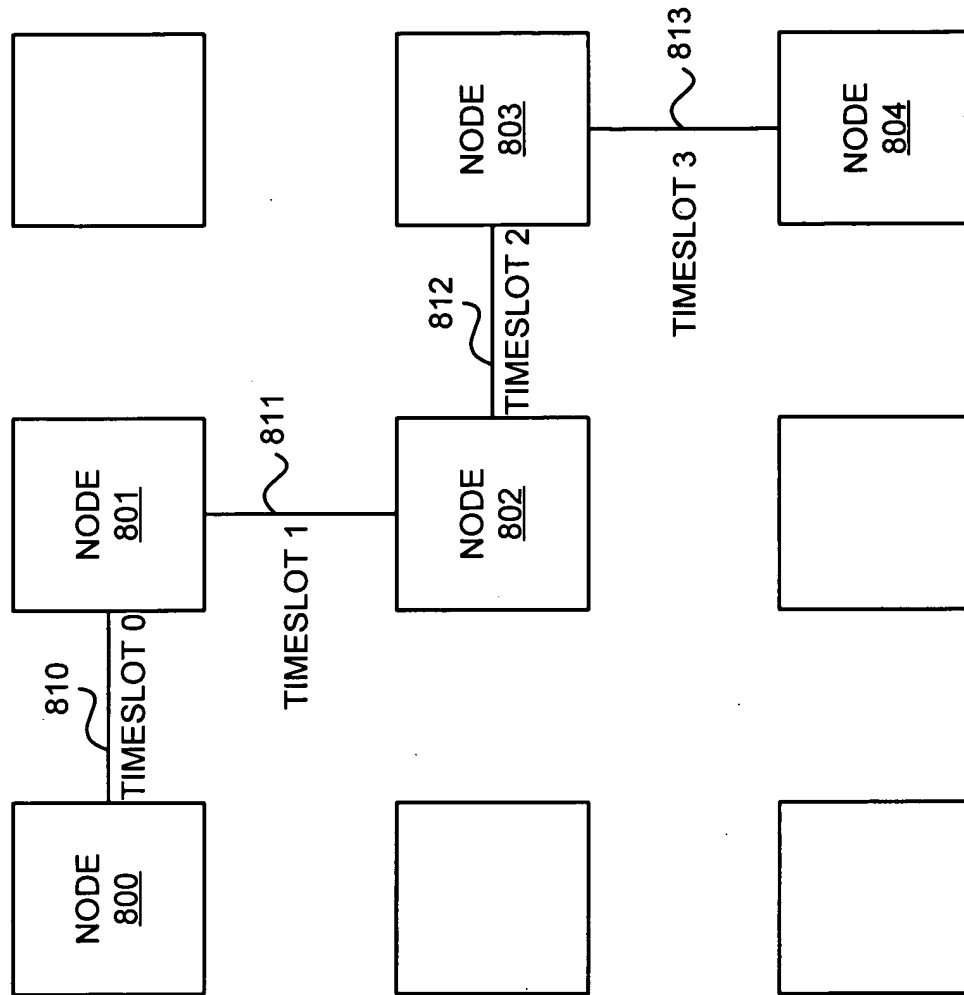 NODE
800
810
TIMESLOT 0
NODE
801
811
TIMESLOT 1
NODE
802
812
TIMESLOT 2
NODE
803
813
TIMESLOT 3
NODE
804